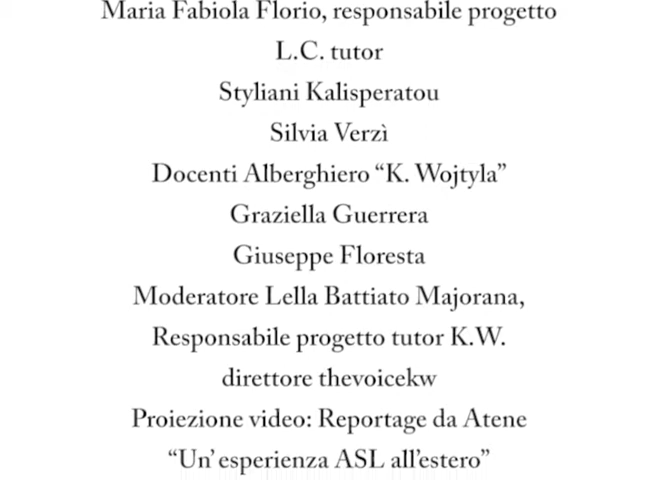 Maria Fabiola Florio, responsabile progetto
L.C. tutor
Styliani Kalisperatou
Silvia Verzì
Docenti Alberghiero “K. Wojtyla”
Graziella Guerrera
Giuseppe Floresta
Moderatore Lella Battiato Majorana,
Responsabile progetto tutor K.W.
direttore thevoicekw
Proiezione video: Reportage da Atene
“Un’ esperienza ASL all’estero”